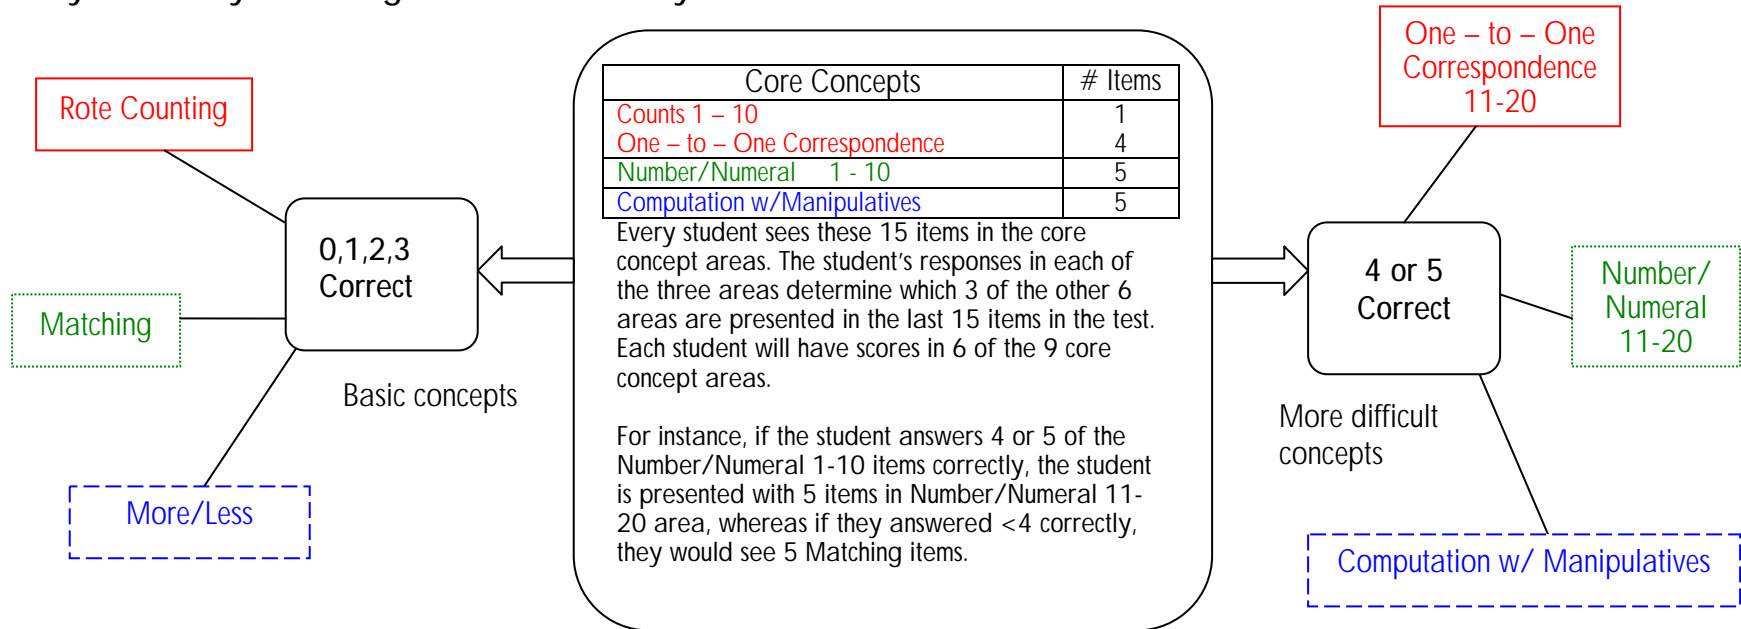 Rote Counting
Matching
More/Less
0,1,2,3
Correct
Basic concepts
Core Concepts # Items
Counts 1 – 10 1
One – to – One Correspondence 4
Number/Numeral 1 - 10 5
Computation w/Manipulatives 5
Every student sees these 15 items in the core
concept areas. The student's responses in each of
the three areas determine which 3 of the other 6
areas are presented in the last 15 items in the test.
Each student will have scores in 6 of the 9 core
concept areas.
For instance, if the student answers 4 or 5 of the
Number/Numeral 1-10 items correctly, the student
is presented with 5 items in Number/Numeral 11-
20 area, whereas if they answered <4 correctly,
they would see 5 Matching items.
4 or 5
Correct
More difficult
concepts
One – to – One
Correspondence
11-20
Number/
Numeral
11-20
Computation w/ Manipulatives